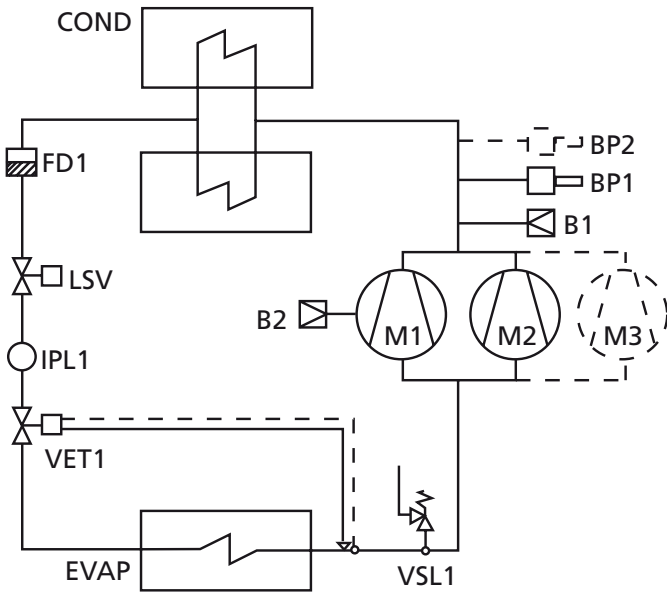 COND
BP2
FD1
BP1
B1
LSV
B2
M1
M2
M3
IPL1
VET1
EVAP
VSL1